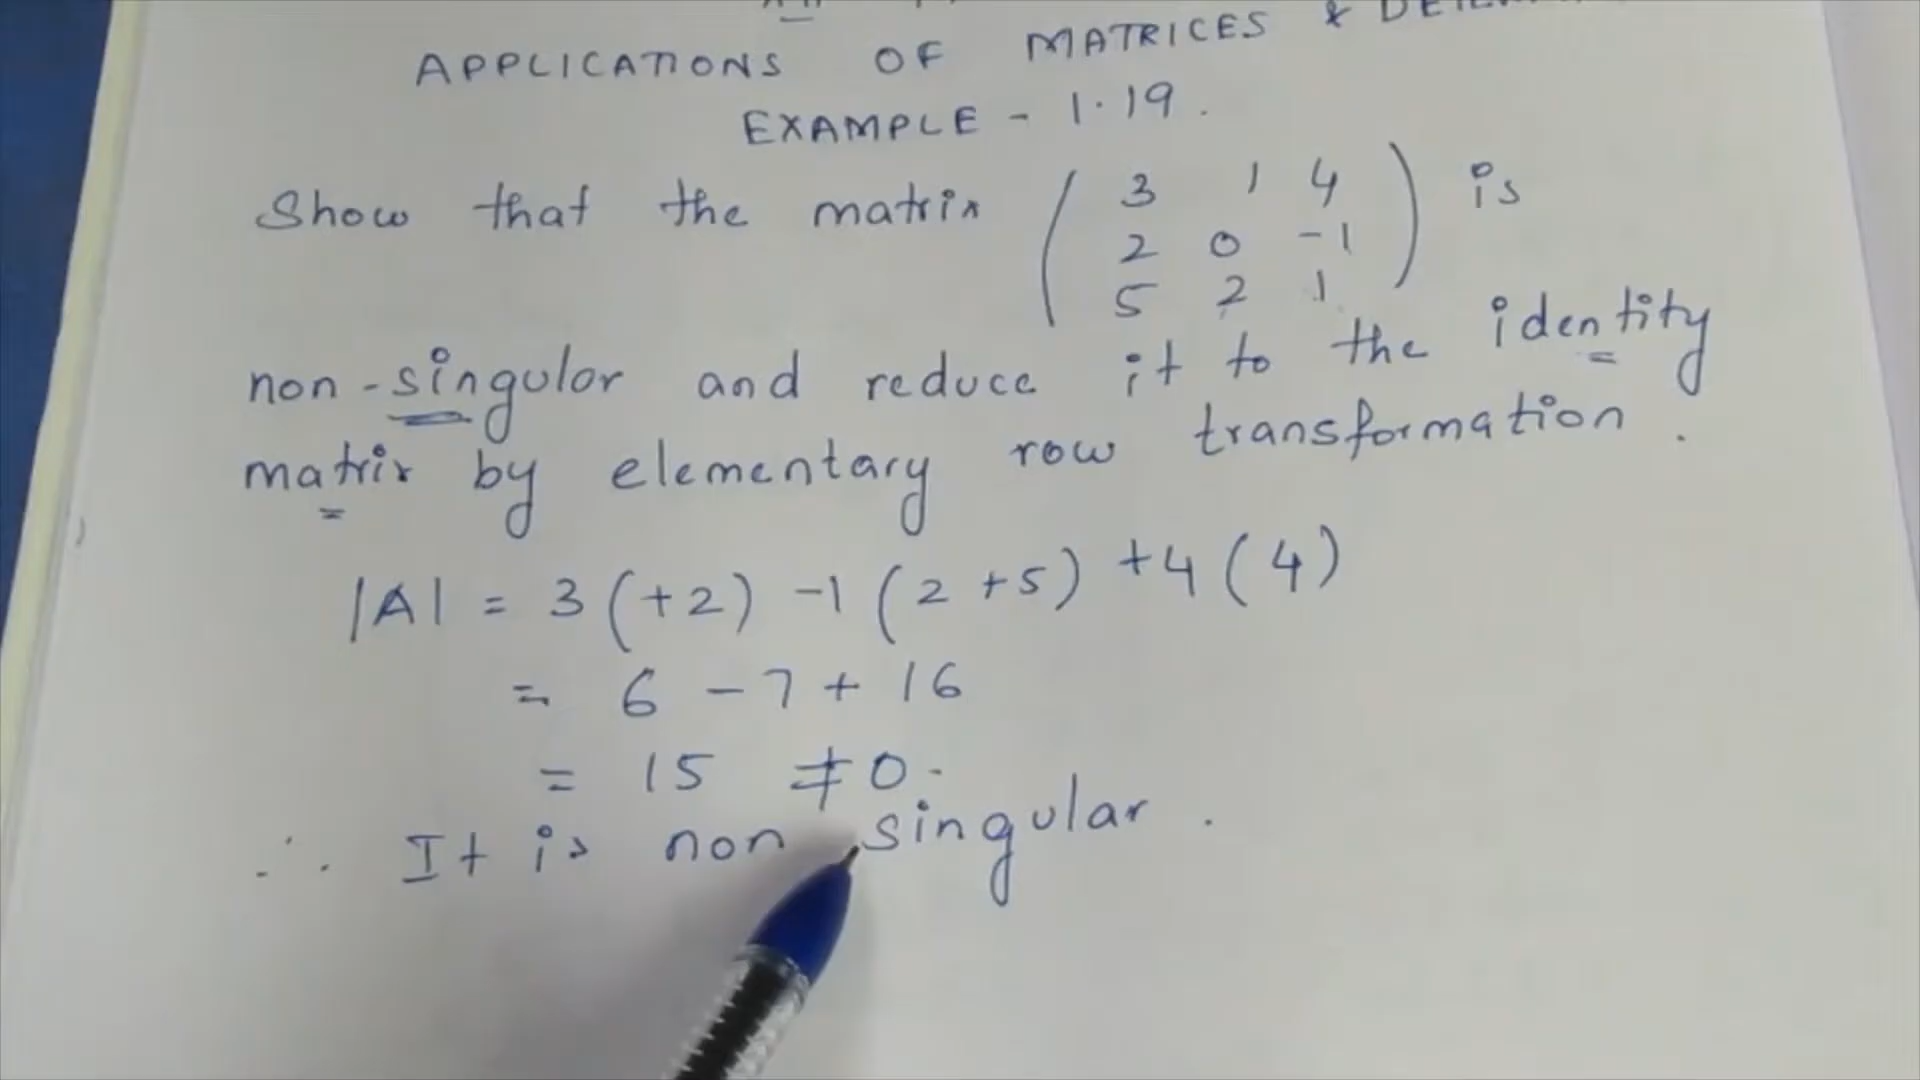 APPLICATIONS OF MATRICES &
EXAMPLE - 1.19.
Show that the matrix ( 3 1 4 ) is
2 0 -1
5 2 1
non-singular and reduce it to the identity
matrix by elementary row transformation.
|A| = 3(+2) -1(2+5) +4(4)
= 6 - 7 + 16
= 15 ≠ 0.
∴ It is non singular.